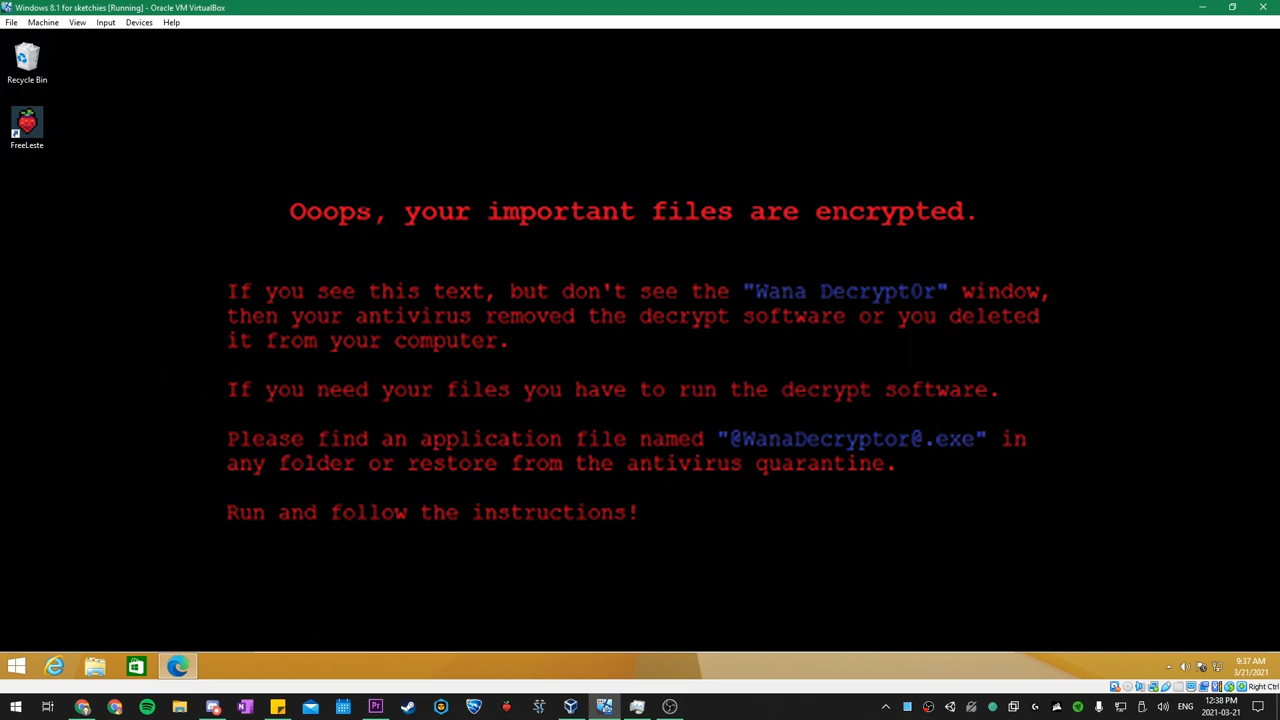 Windows 8.1 for sketchies [Running] - Oracle VM VirtualBox
File Machine View Input Devices Help
Recycle Bin
FreeLeste
Ooops, your important files are encrypted.
If you see this text, but don't see the "Wana Decrypt0r" window,
then your antivirus removed the decrypt software or you deleted
it from your computer.
If you need your files you have to run the decrypt software.
Please find an application file named "@WanaDecryptor@.exe" in
any folder or restore from the antivirus quarantine.
Run and follow the instructions!
9:37 AM
3/21/2021
Right Ctrl
Pr
ENG
12:38 PM
2021-03-21